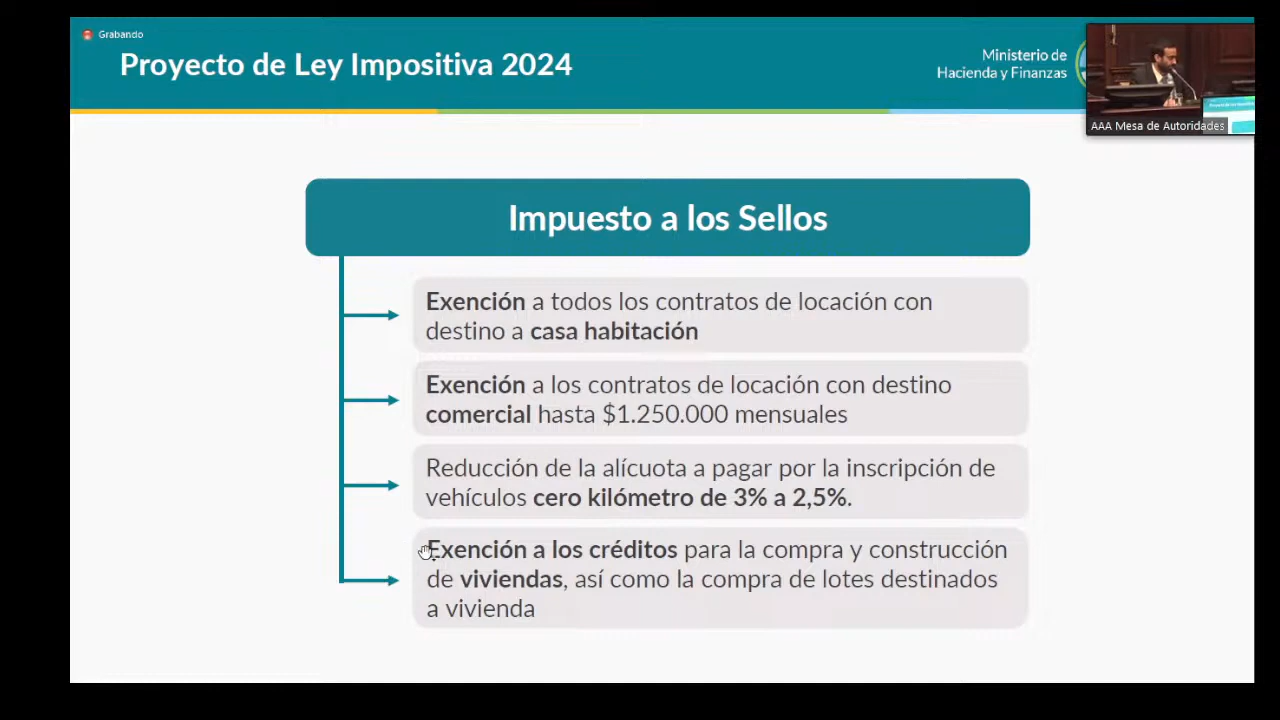 Grabando
Proyecto de Ley Impositiva 2024
Ministerio de
Hacienda y Finanzas
AAA Mesa de Autoridades
Impuesto a los Sellos
Exención a todos los contratos de locación con
destino a casa habitación
Exención a los contratos de locación con destino
comercial hasta $1.250.000 mensuales
Reducción de la alícuota a pagar por la inscripción de
vehículos cero kilómetro de 3% a 2,5%.
Exención a los créditos para la compra y construcción
de viviendas, así como la compra de lotes destinados
a vivienda